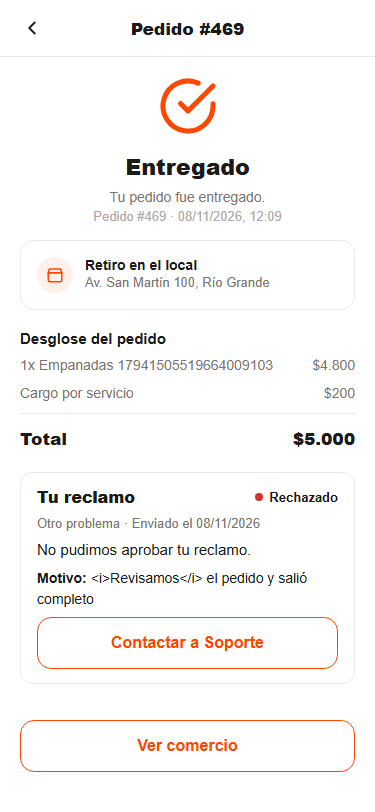 Pedido #469
Entregado
Tu pedido fue entregado.
Pedido #469 · 08/11/2026, 12:09
Retiro en el local
Av. San Martín 100, Río Grande
Desglose del pedido
1x Empanadas 17941505519664009103 $4.800
Cargo por servicio $200
Total $5.000
Tu reclamo Rechazado
Otro problema · Enviado el 08/11/2026
No pudimos aprobar tu reclamo.
Motivo: <i>Revisamos</i> el pedido y salió
completo
Contactar a Soporte
Ver comercio